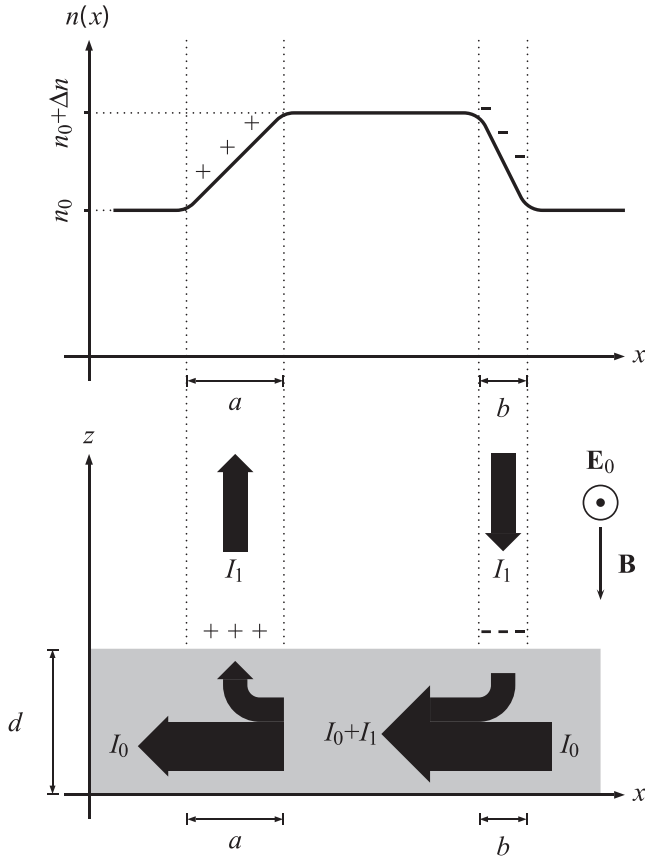 n(x)
n₀+Δn
+ + +
- - -
n₀
x
a
b
z
E₀
B
I₁
I₁
+ + +
- - -
d
I₀
I₀+I₁
I₀
x
a
b